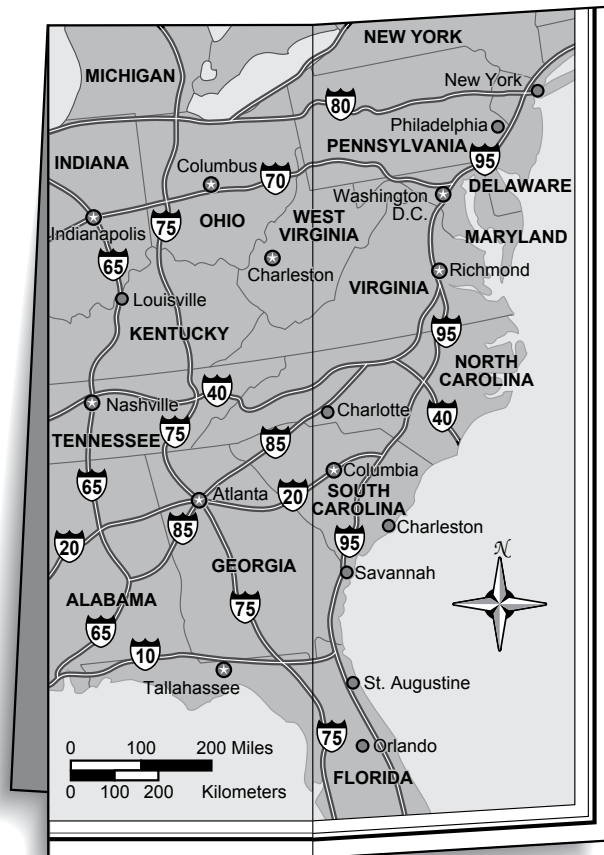 NEW YORK
MICHIGAN
New York
80
Philadelphia
PENNSYLVANIA
INDIANA
95
Columbus
70
DELAWARE
Washington
D.C.
OHIO
WEST
VIRGINIA
75
Indianapolis
MARYLAND
65
Charleston
Richmond
VIRGINIA
Louisville
KENTUCKY
95
NORTH
CAROLINA
40
Nashville
Charlotte
40
TENNESSEE
75
85
65
Columbia
Atlanta
20
SOUTH
CAROLINA
85
Charleston
20
95
N
GEORGIA
Savannah
ALABAMA
75
65
10
Tallahassee
St. Augustine
75
Orlando
0 100 200 Miles
FLORIDA
0 100 200 Kilometers